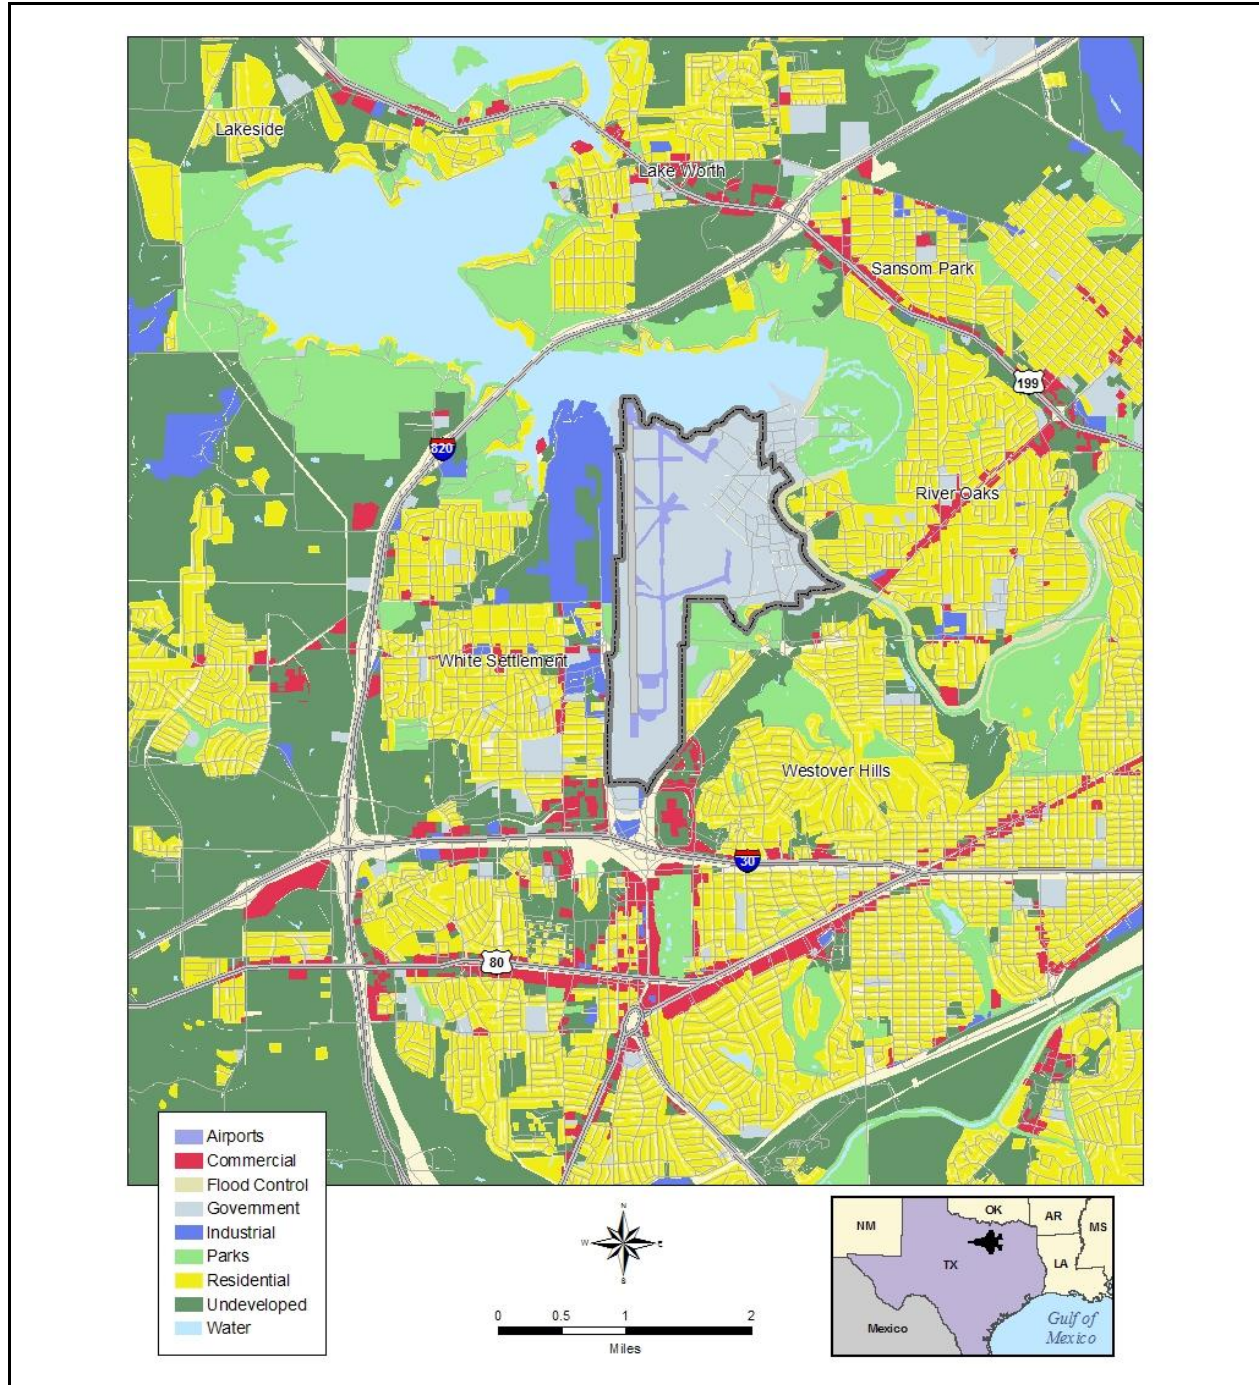 Lakeside
Lake Worth
Sansom Park
199
820
River Oaks
White Settlement
Westover Hills
30
80
Airports
Commercial
Flood Control
Government
Industrial
Parks
Residential
Undeveloped
Water
N
W E
S
0 0.5 1 2
Miles
NM
OK
AR
MS
TX
LA
Mexico
Gulf of
Mexico